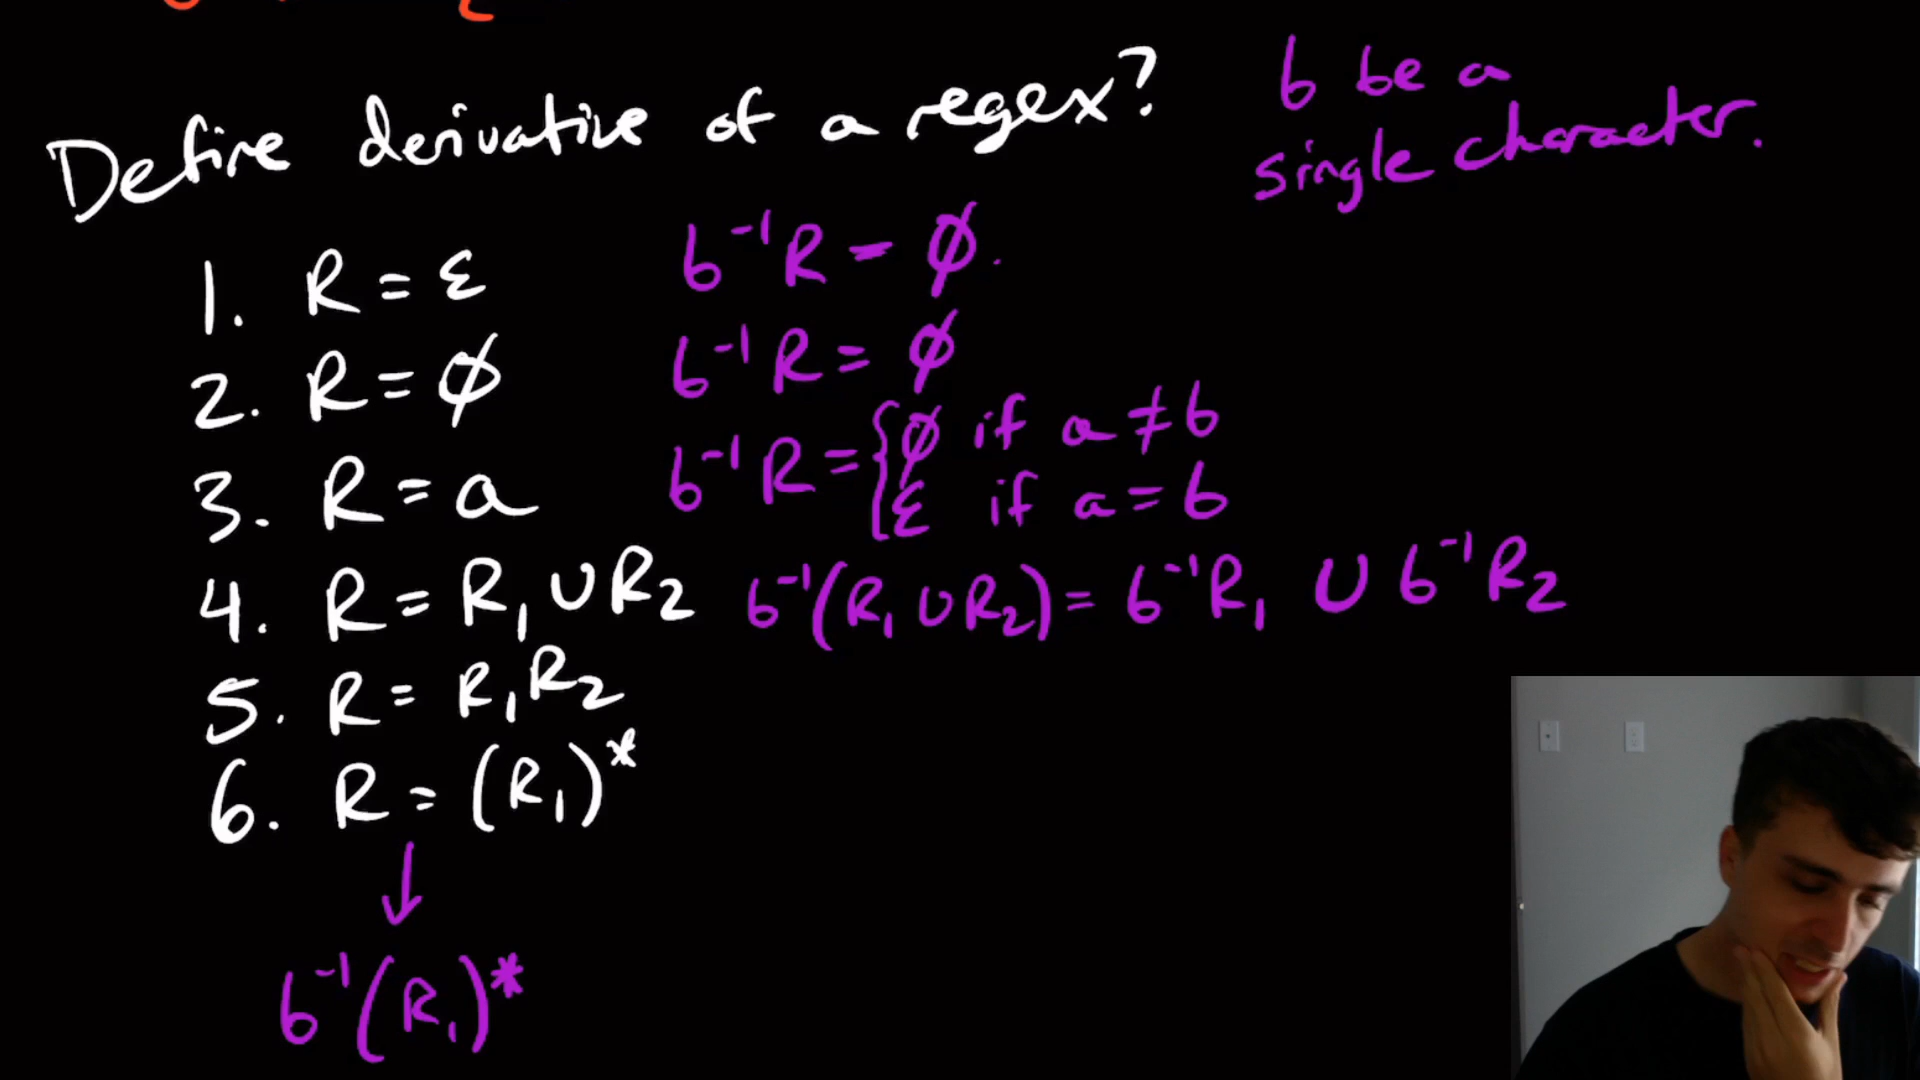 Define derivative of a regex?
b be a
single character.
1. R = ε
b⁻¹R = ∅.
2. R = ∅
b⁻¹R = ∅
3. R = a
b⁻¹R = { ∅ if a ≠ b
ε if a = b
4. R = R₁ ∪ R₂
b⁻¹(R₁ ∪ R₂) = b⁻¹R₁ ∪ b⁻¹R₂
5. R = R₁R₂
6. R = (R₁)*
↓
b⁻¹(R₁)*